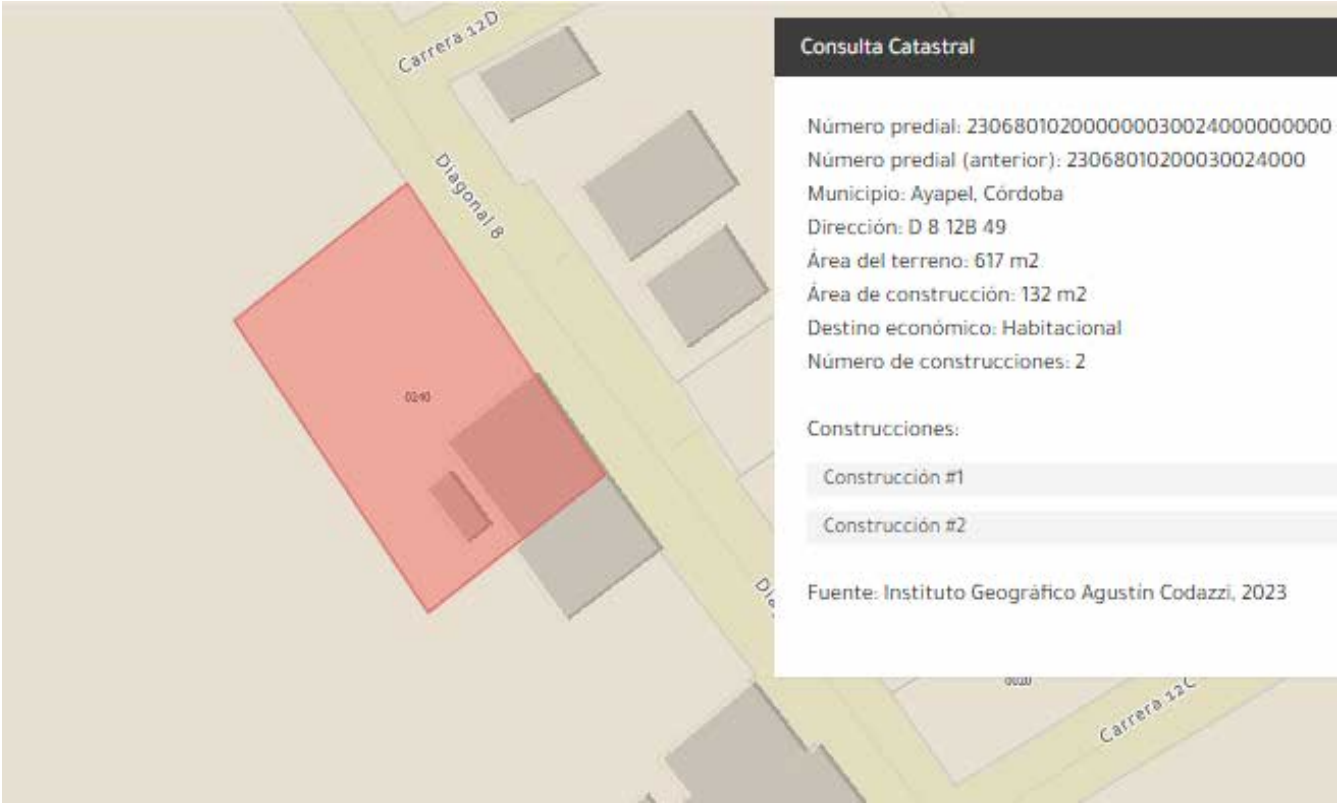 Carrera 12D
Diagonal 8
0240
Consulta Catastral
Número predial: 230680102000000030024000000000
Número predial (anterior): 23068010200030024000
Municipio: Ayapel, Córdoba
Dirección: D 8 12B 49
Área del terreno: 617 m2
Área de construcción: 132 m2
Destino económico: Habitacional
Número de construcciones: 2
Construcciones:
Construcción #1
Construcción #2
Fuente: Instituto Geográfico Agustín Codazzi, 2023
Carrera 12C